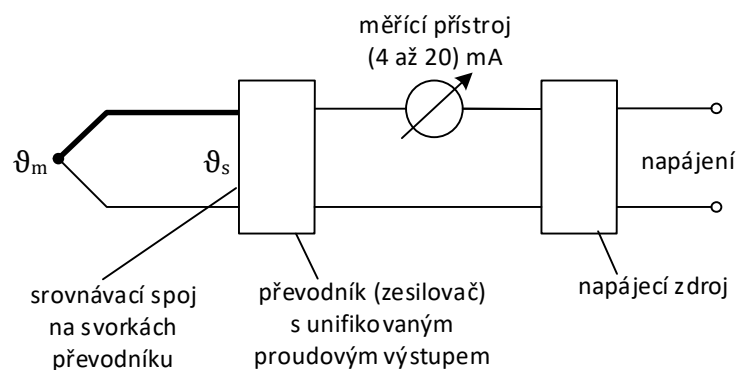 měřící přístroj
(4 až 20) mA
ϑm
ϑs
napájení
srovnávací spoj
na svorkách
převodníku
převodník (zesilovač)
s unifikovaným
proudovým výstupem
napájecí zdroj